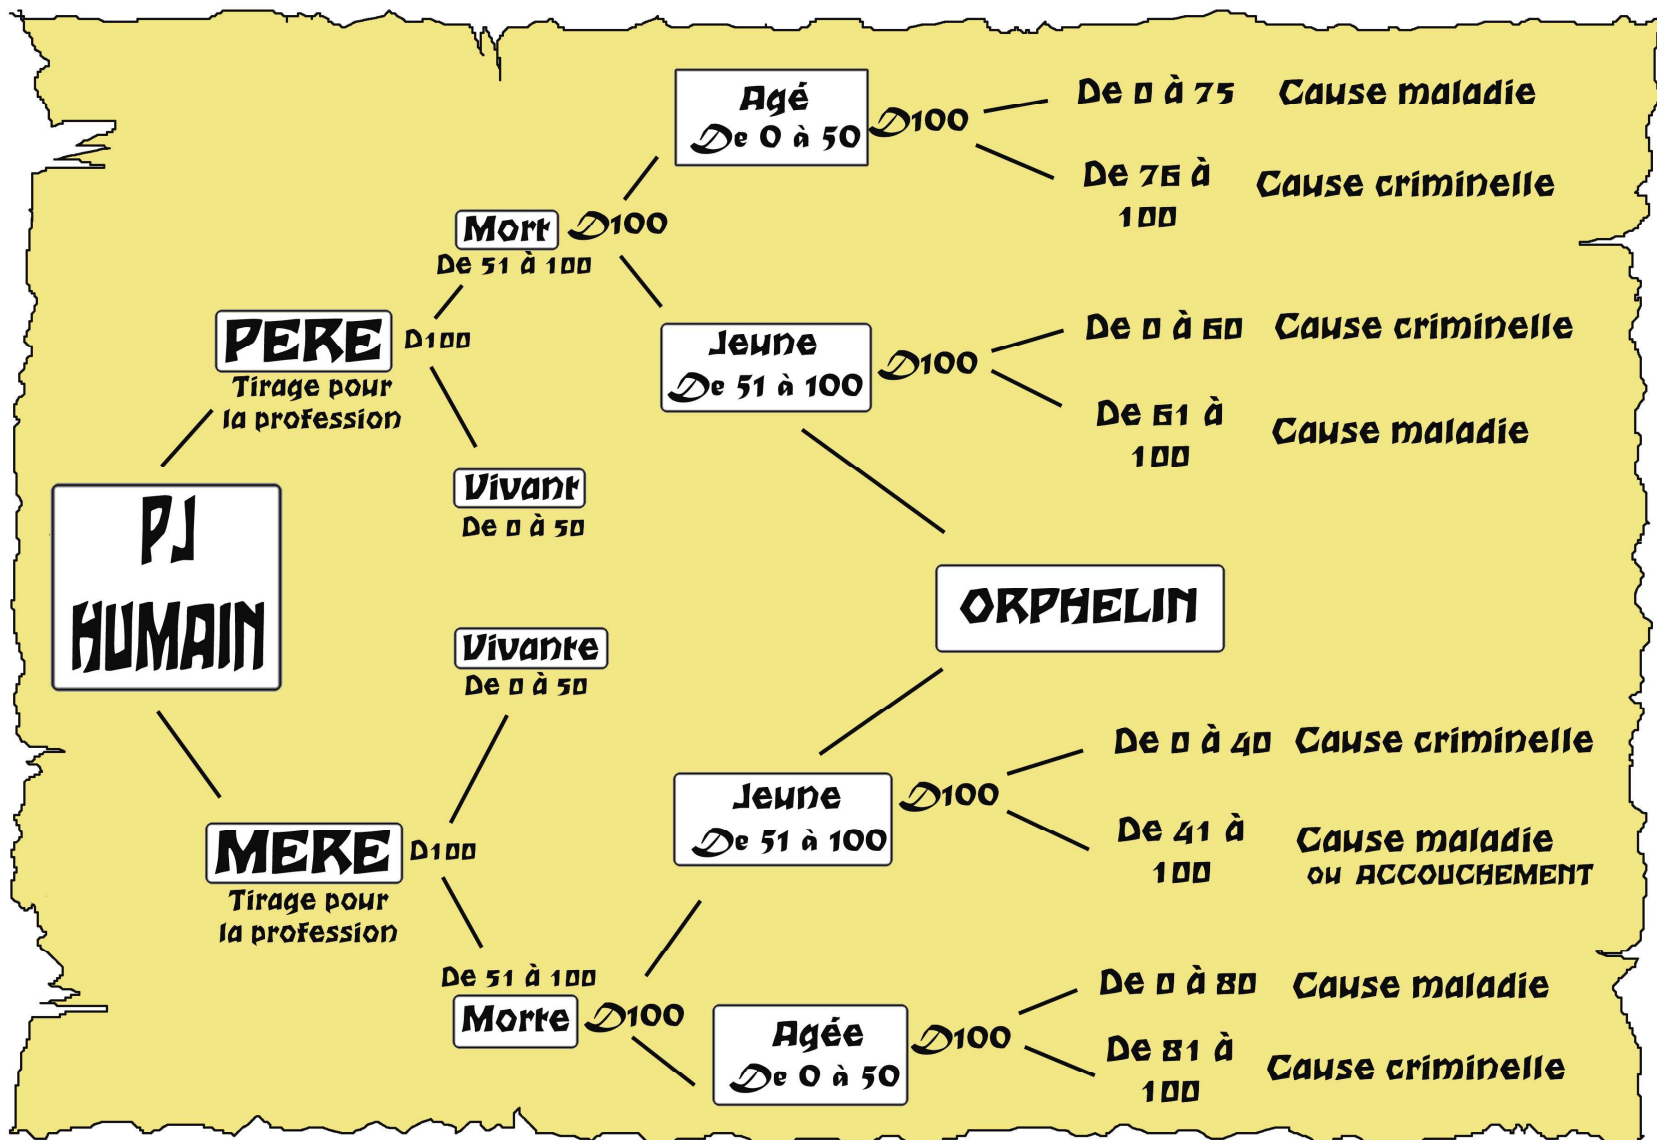 Agé
De 0 à 50
D100
De 0 à 75 Cause maladie
De 76 à
100
Cause criminelle
Mort
D100
De 51 à 100
PERE
D100
Tirage pour
la profession
Jeune
De 51 à 100
D100
De 0 à 60 Cause criminelle
De 61 à
100
Cause maladie
Vivant
De 0 à 50
PJ
HUMAIN
ORPHELIN
Vivante
De 0 à 50
MERE
D100
Tirage pour
la profession
Jeune
De 51 à 100
D100
De 0 à 40 Cause criminelle
De 41 à
100
Cause maladie
ou ACCOUCHEMENT
De 51 à 100
Morte
D100
Agée
De 0 à 50
D100
De 0 à 80 Cause maladie
De 81 à
100
Cause criminelle